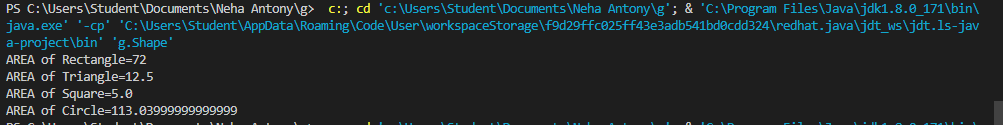 PS C:\Users\Student\Documents\Neha Antony\g>  c:; cd 'c:\Users\Student\Documents\Neha Antony\g'; & 'C:\Program Files\Java\jdk1.8.0_171\bin\
java.exe' '-cp' 'C:\Users\Student\AppData\Roaming\Code\User\workspaceStorage\f9d29ffc025ff43e3adb541bd0cdd324\redhat.java\jdt_ws\jdt.ls-jav
a-project\bin' 'g.Shape'
AREA of Rectangle=72
AREA of Triangle=12.5
AREA of Square=5.0
AREA of Circle=113.03999999999999